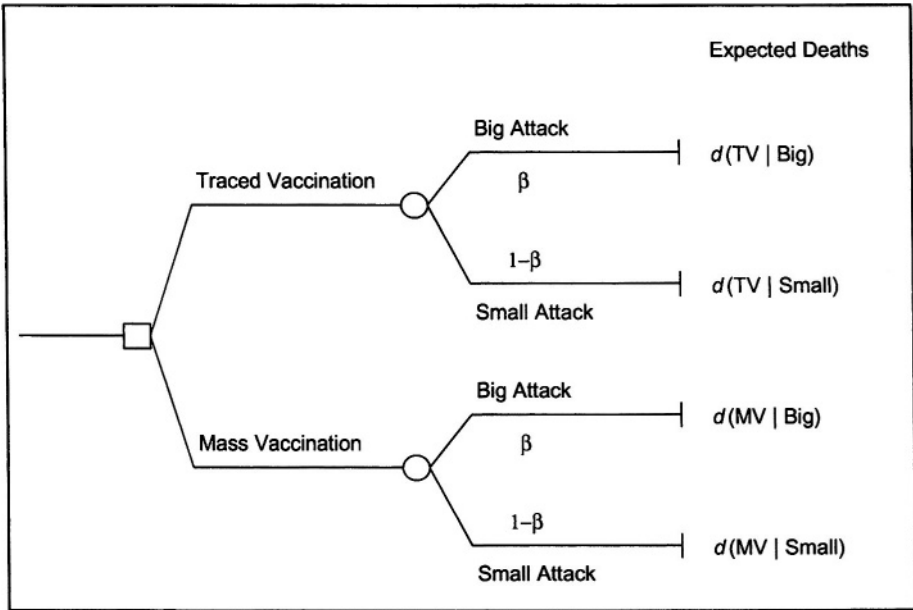 Expected Deaths
Big Attack
d(TV | Big)
β
Traced Vaccination
1–β
d(TV | Small)
Small Attack
Big Attack
d(MV | Big)
β
Mass Vaccination
1–β
d(MV | Small)
Small Attack